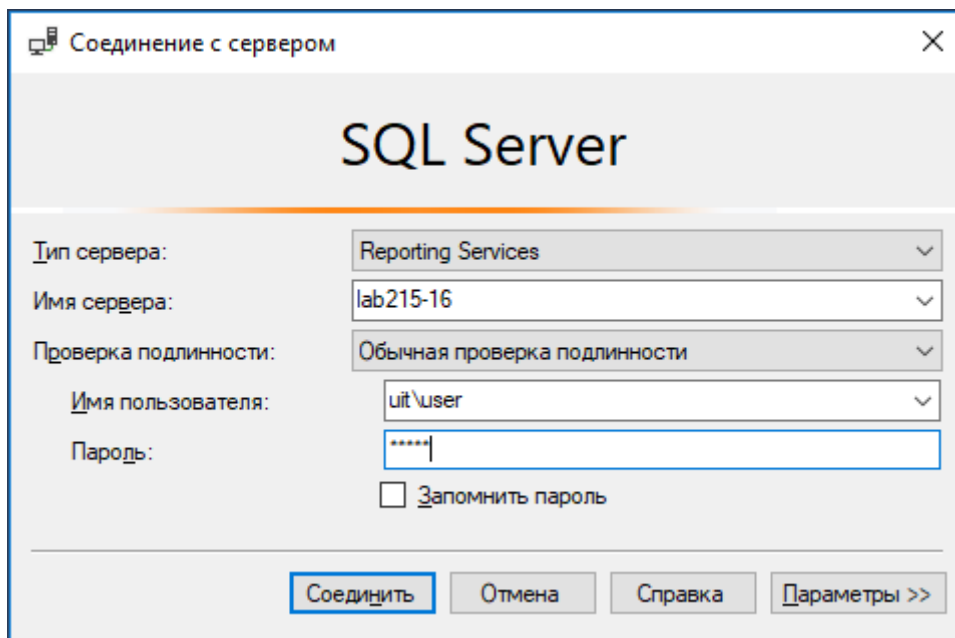 Соединение с сервером
SQL Server
Тип сервера: Reporting Services
Имя сервера: lab215-16
Проверка подлинности: Обычная проверка подлинности
Имя пользователя: uit\user
Пароль: *****
Запомнить пароль
Соединить Отмена Справка Параметры >>